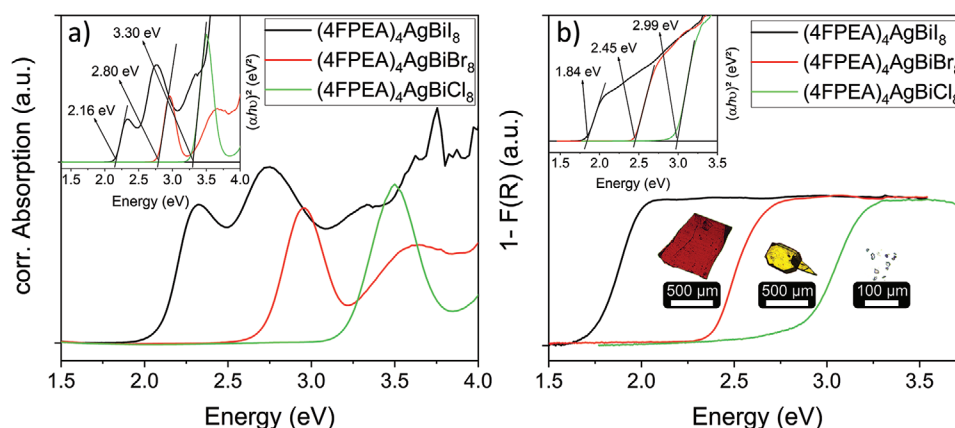 a)
3.30 eV
2.80 eV
2.16 eV
(αhυ)² (eV²)
1.5 2.0 2.5 3.0 3.5 4.0
Energy (eV)
(4FPEA)₄AgBiI₈
(4FPEA)₄AgBiBr₈
(4FPEA)₄AgBiCl₈
corr. Absorption (a.u.)
1.5 2.0 2.5 3.0 3.5 4.0
Energy (eV)
b)
2.99 eV
2.45 eV
1.84 eV
(αhυ)² (eV²)
1.5 2.0 2.5 3.0 3.5
Energy (eV)
(4FPEA)₄AgBiI₈
(4FPEA)₄AgBiBr₈
(4FPEA)₄AgBiCl₈
1- F(R) (a.u.)
500 µm
500 µm
100 µm
1.5 2.0 2.5 3.0 3.5
Energy (eV)